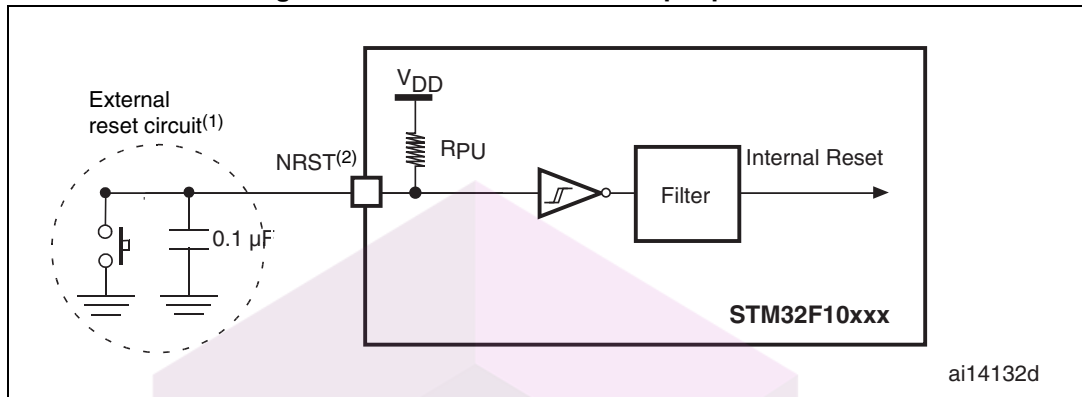 External
reset circuit(1)
VDD
NRST(2)
RPU
Internal Reset
Filter
0.1 µF
STM32F10xxx
ai14132d